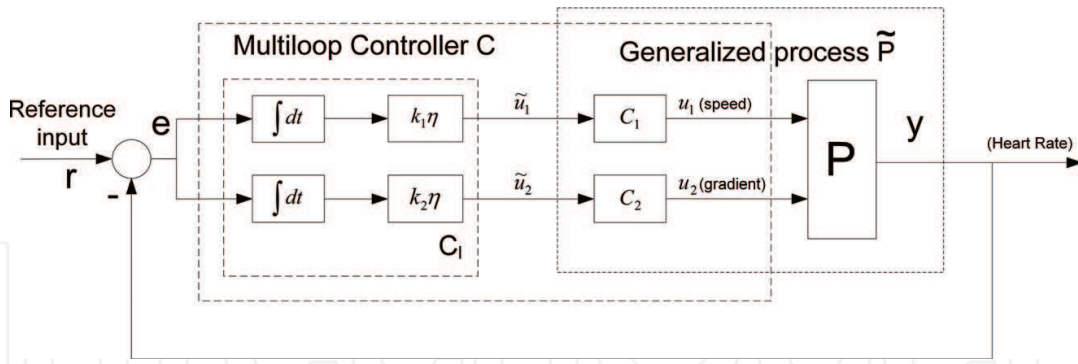 Multiloop Controller C
Generalized process P̃
Reference
input
r
-
e
∫dt
k₁η
ũ₁
C₁
u₁ (speed)
∫dt
k₂η
ũ₂
C₂
u₂ (gradient)
C_I
P
y
(Heart Rate)